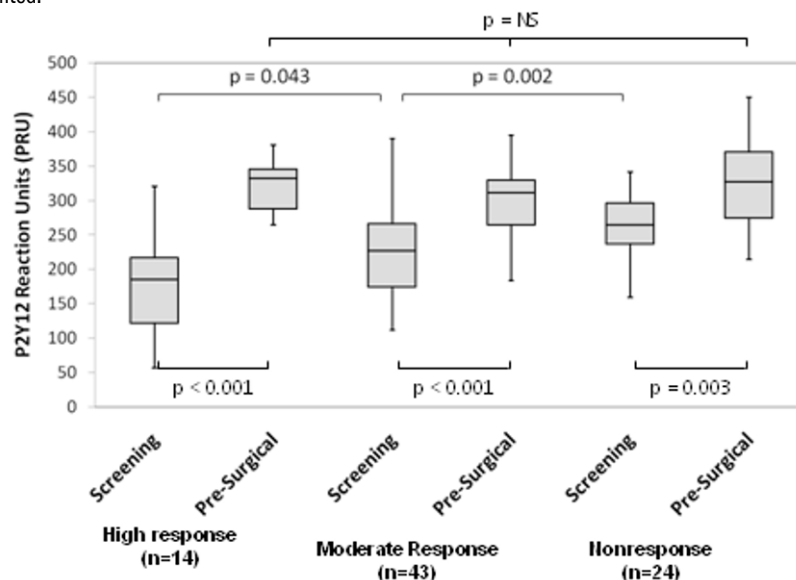 p = NS
p = 0.043
p = 0.002
P2Y12 Reaction Units (PRU)
500
450
400
350
300
250
200
150
100
50
0
p < 0.001
p < 0.001
p = 0.003
Screening
Pre-Surgical
Screening
Pre-Surgical
Screening
Pre-Surgical
High response
(n=14)
Moderate Response
(n=43)
Nonresponse
(n=24)